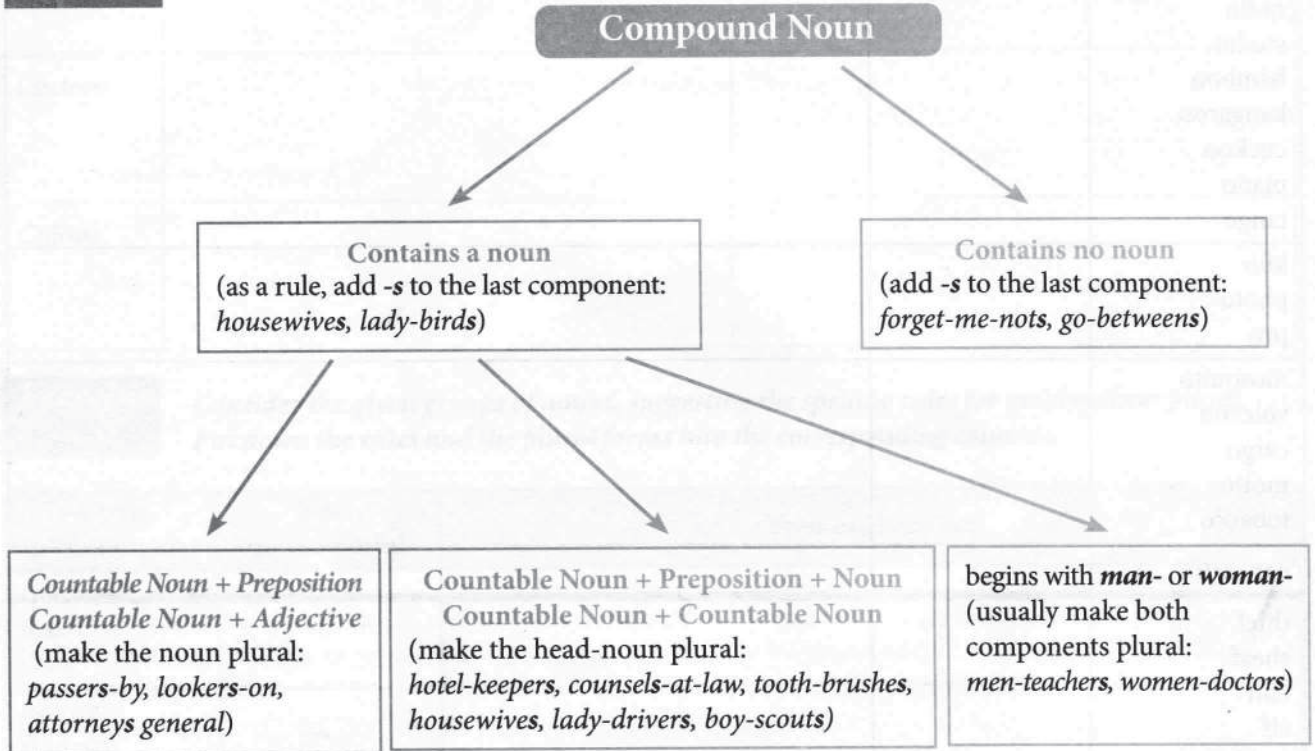 Compound Noun
Contains a noun
(as a rule, add -s to the last component:
housewives, lady-birds)
Contains no noun
(add -s to the last component:
forget-me-nots, go-betweens)
Countable Noun + Preposition
Countable Noun + Adjective
(make the noun plural:
passers-by, lookers-on,
attorneys general)
Countable Noun + Preposition + Noun
Countable Noun + Countable Noun
(make the head-noun plural:
hotel-keepers, counsels-at-law, tooth-brushes,
housewives, lady-drivers, boy-scouts)
begins with man- or woman-
(usually make both
components plural:
men-teachers, women-doctors)